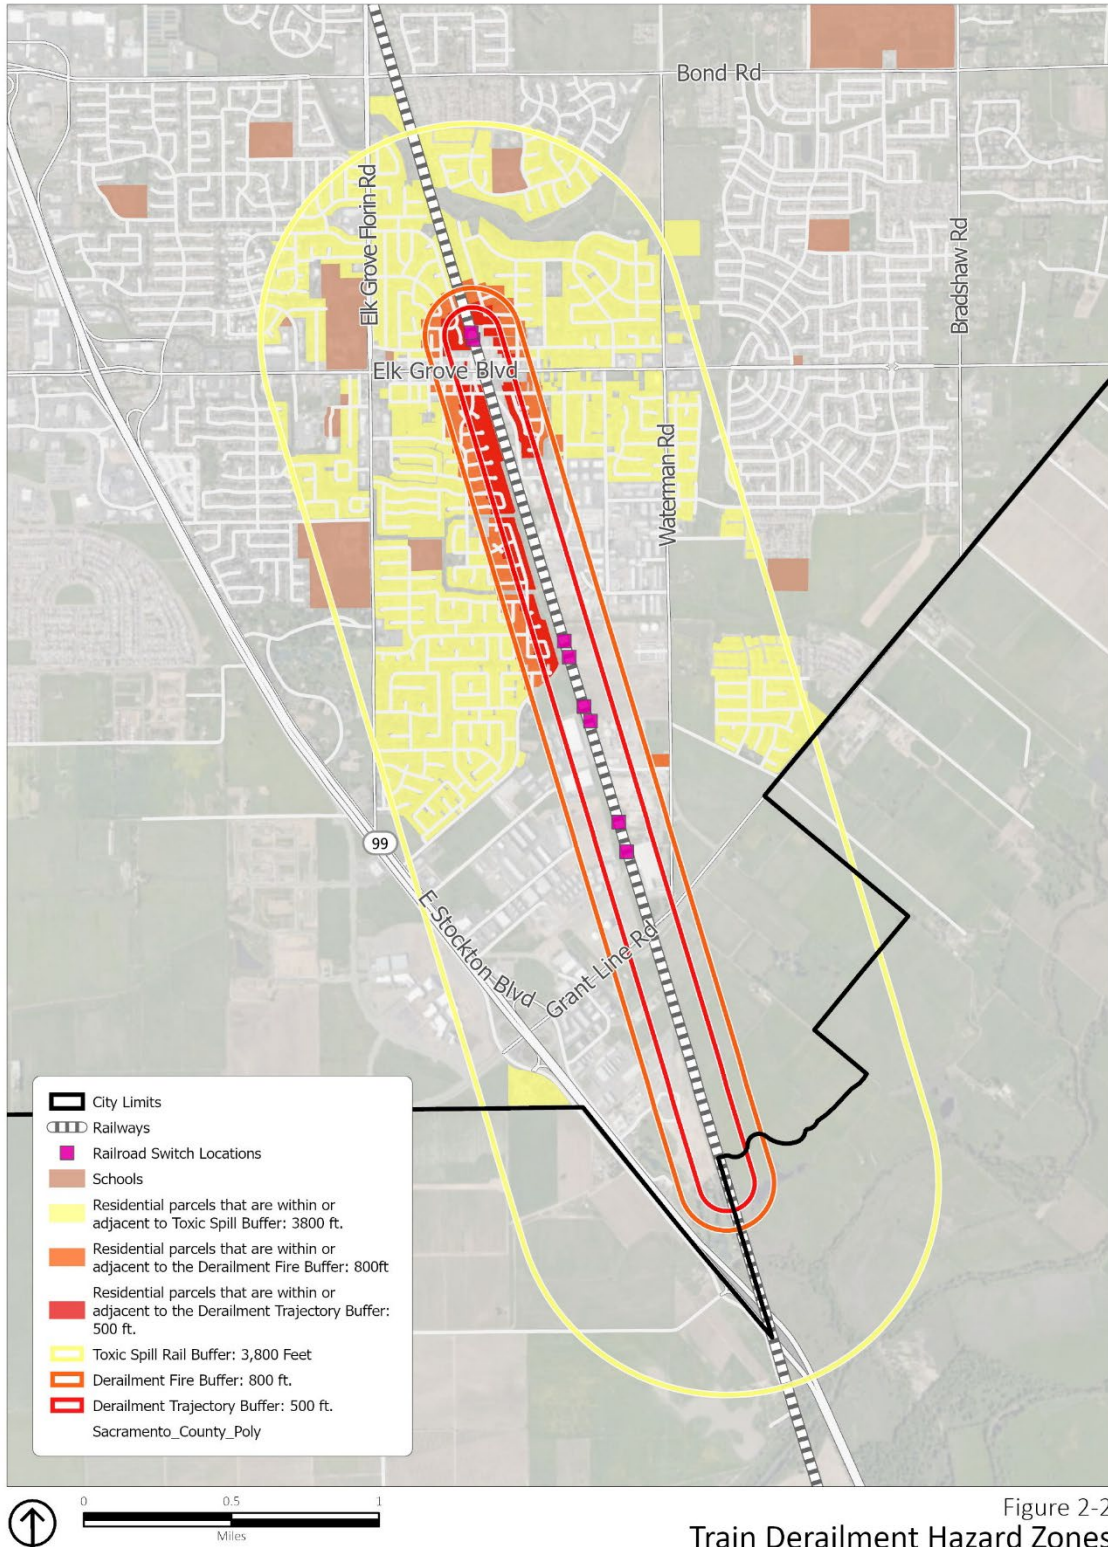 Bond Rd
Elk Grove Florin Rd
Bradshaw Rd
Elk Grove Blvd
Waterman Rd
99
E Stockton Blvd
Grant Line Rd
City Limits
Railways
Railroad Switch Locations
Schools
Residential parcels that are within or
adjacent to Toxic Spill Buffer: 3800 ft.
Residential parcels that are within or
adjacent to the Derailment Fire Buffer: 800ft
Residential parcels that are within or
adjacent to the Derailment Trajectory Buffer:
500 ft.
Toxic Spill Rail Buffer: 3,800 Feet
Derailment Fire Buffer: 800 ft.
Derailment Trajectory Buffer: 500 ft.
Sacramento_County_Poly
0 0.5 1
Miles
Figure 2-2
Train Derailment Hazard Zones